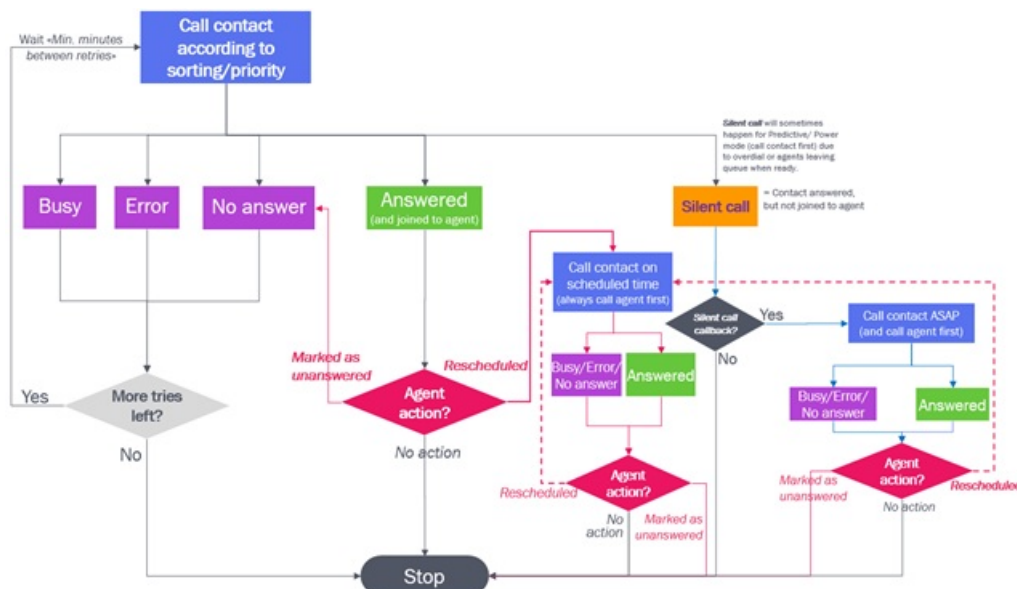 Wait «Min. minutes
between retries»
Call contact
according to
sorting/priority
Silent call will sometimes
happen for Predictive/ Power
mode (call contact first) due
to overdial or agents leaving
queue when ready.
Busy
Error
No answer
Answered
(and joined to agent)
Silent call
= Contact answered,
but not joined to agent
Call contact on
scheduled time
(always call agent first)
Silent call
callback?
Yes
No
Call contact ASAP
(and call agent first)
Marked as
unanswered
Rescheduled
Busy/Error/
No answer
Answered
Busy/Error/
No answer
Answered
Yes
More tries
left?
No
Agent
action?
No action
Rescheduled
Agent
action?
No
action
Marked as
unanswered
Marked as
unanswered
Agent
action?
Rescheduled
No action
Stop